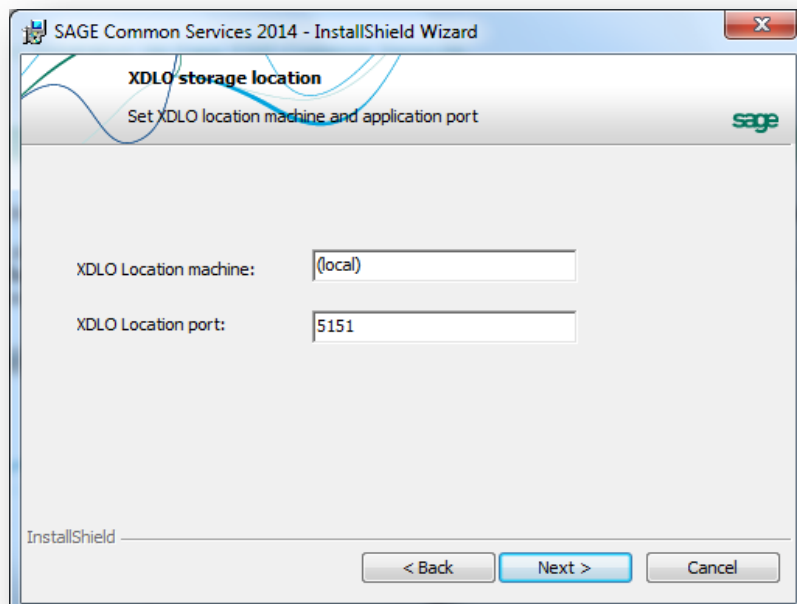 SAGE Common Services 2014 - InstallShield Wizard
XDLO storage location
Set XDLO location machine and application port
sage
XDLO Location machine:
(local)
XDLO Location port:
5151
InstallShield
< Back
Next >
Cancel